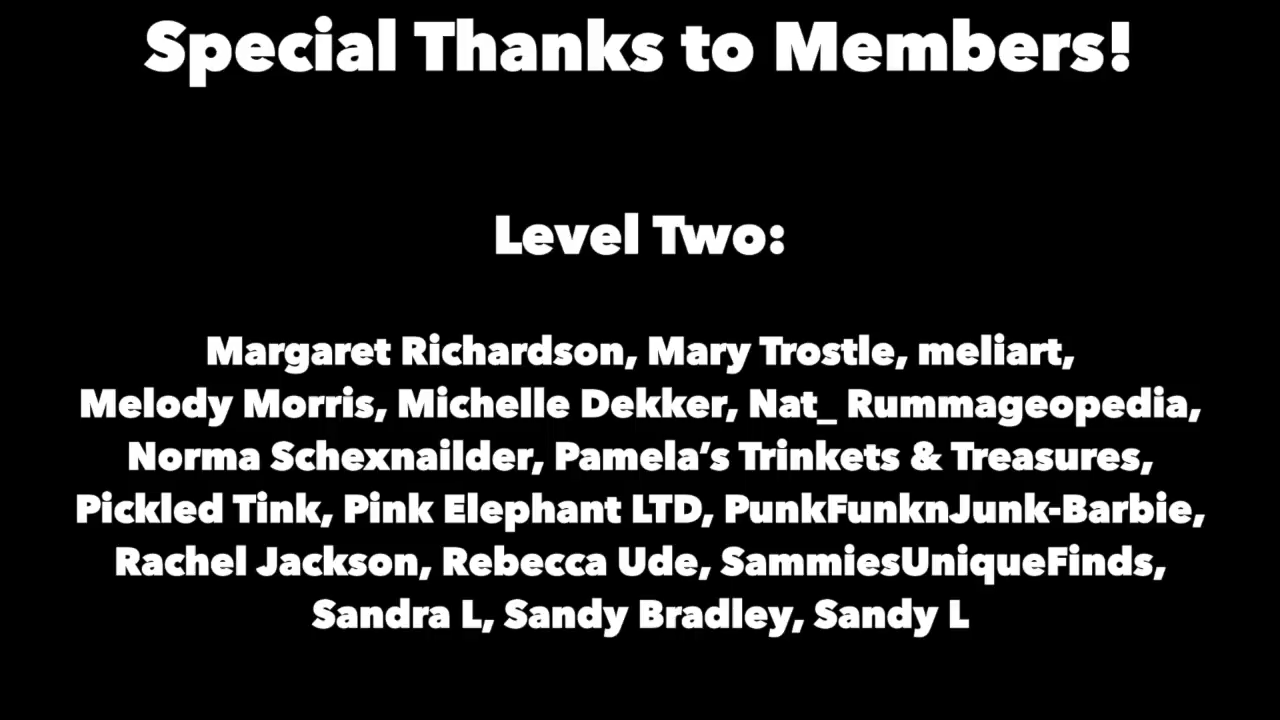 Special Thanks to Members!
Level Two:
Margaret Richardson, Mary Trostle, meliart,
Melody Morris, Michelle Dekker, Nat_ Rummageopedia,
Norma Schexnailder, Pamela’s Trinkets & Treasures,
Pickled Tink, Pink Elephant LTD, PunkFunknJunk-Barbie,
Rachel Jackson, Rebecca Ude, SammiesUniqueFinds,
Sandra L, Sandy Bradley, Sandy L